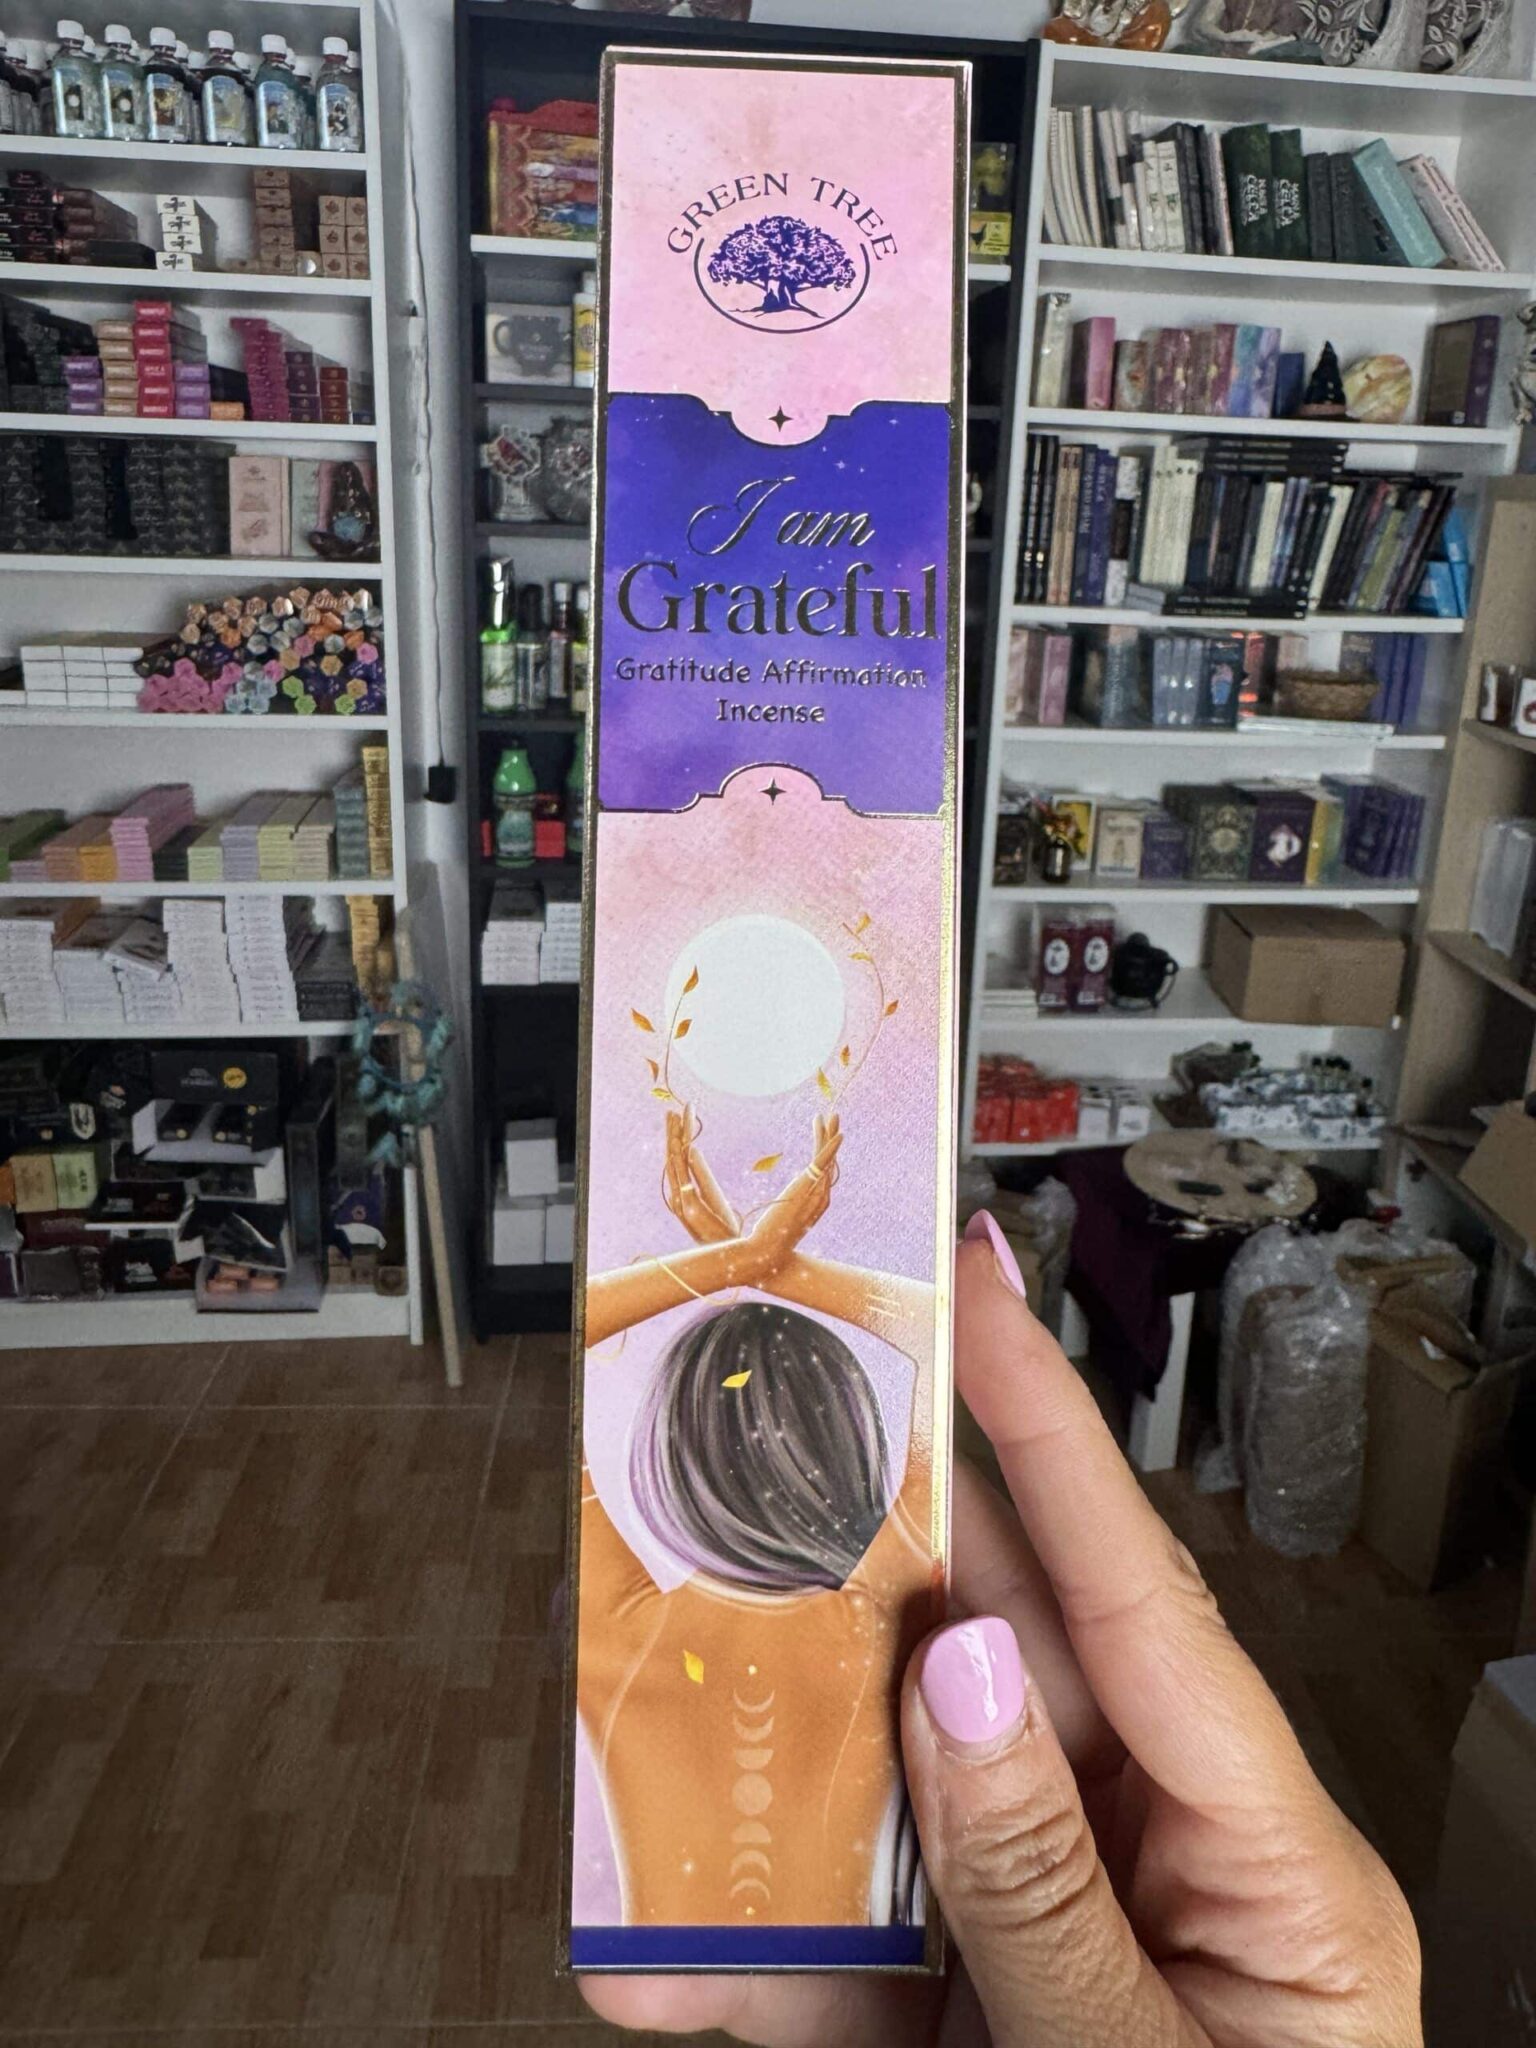 GREEN TREE
I am
Grateful
Gratitude Affirmation
Incense